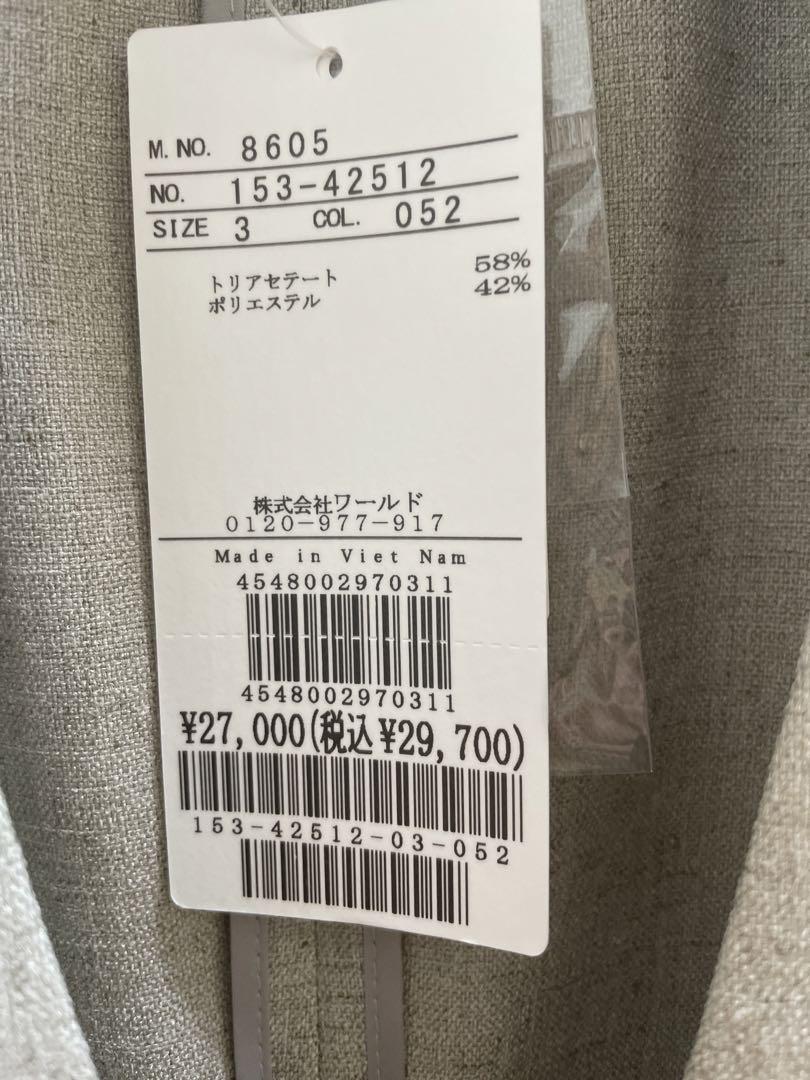 M. NO. 8605
NO. 153-42512
SIZE 3 COL. 052
トリアセテート 58%
ポリエステル 42%
株式会社ワールド
0120-977-917
Made in Viet Nam
4548002970311
4548002970311
¥27,000(税込¥29,700)
153-42512-03-052